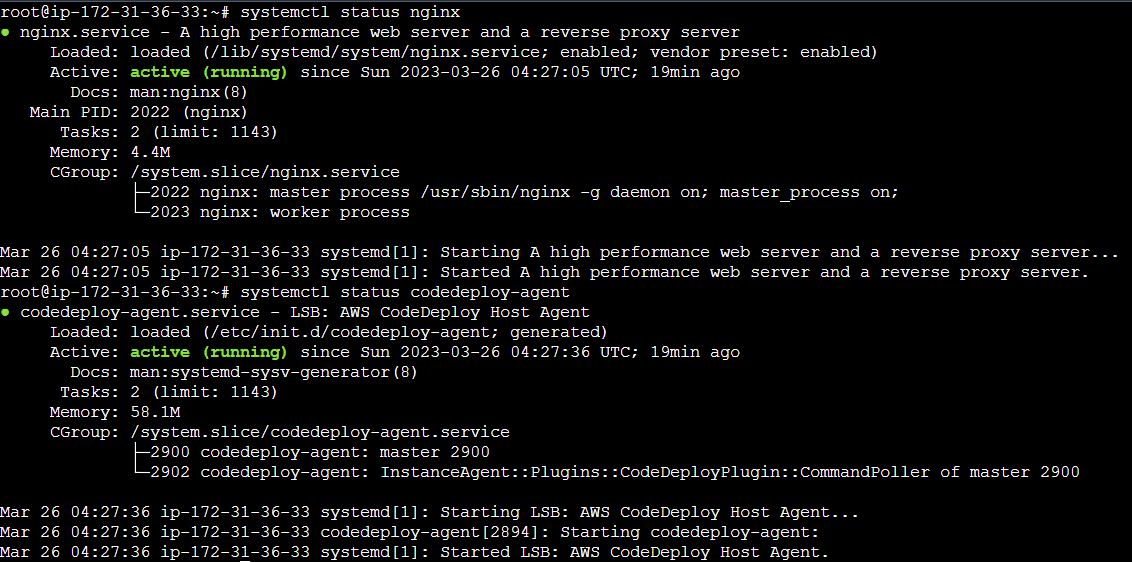 root@ip-172-31-36-33:~# systemctl status nginx
● nginx.service - A high performance web server and a reverse proxy server
     Loaded: loaded (/lib/systemd/system/nginx.service; enabled; vendor preset: enabled)
     Active: active (running) since Sun 2023-03-26 04:27:05 UTC; 19min ago
       Docs: man:nginx(8)
   Main PID: 2022 (nginx)
      Tasks: 2 (limit: 1143)
     Memory: 4.4M
     CGroup: /system.slice/nginx.service
             ├─2022 nginx: master process /usr/sbin/nginx -g daemon on; master_process on;
             └─2023 nginx: worker process

Mar 26 04:27:05 ip-172-31-36-33 systemd[1]: Starting A high performance web server and a reverse proxy server...
Mar 26 04:27:05 ip-172-31-36-33 systemd[1]: Started A high performance web server and a reverse proxy server.
root@ip-172-31-36-33:~# systemctl status codedeploy-agent
● codedeploy-agent.service - LSB: AWS CodeDeploy Host Agent
     Loaded: loaded (/etc/init.d/codedeploy-agent; generated)
     Active: active (running) since Sun 2023-03-26 04:27:36 UTC; 19min ago
       Docs: man:systemd-sysv-generator(8)
      Tasks: 2 (limit: 1143)
     Memory: 58.1M
     CGroup: /system.slice/codedeploy-agent.service
             ├─2900 codedeploy-agent: master 2900
             └─2902 codedeploy-agent: InstanceAgent::Plugins::CodeDeployPlugin::CommandPoller of master 2900

Mar 26 04:27:36 ip-172-31-36-33 systemd[1]: Starting LSB: AWS CodeDeploy Host Agent...
Mar 26 04:27:36 ip-172-31-36-33 codedeploy-agent[2894]: Starting codedeploy-agent:
Mar 26 04:27:36 ip-172-31-36-33 systemd[1]: Started LSB: AWS CodeDeploy Host Agent.